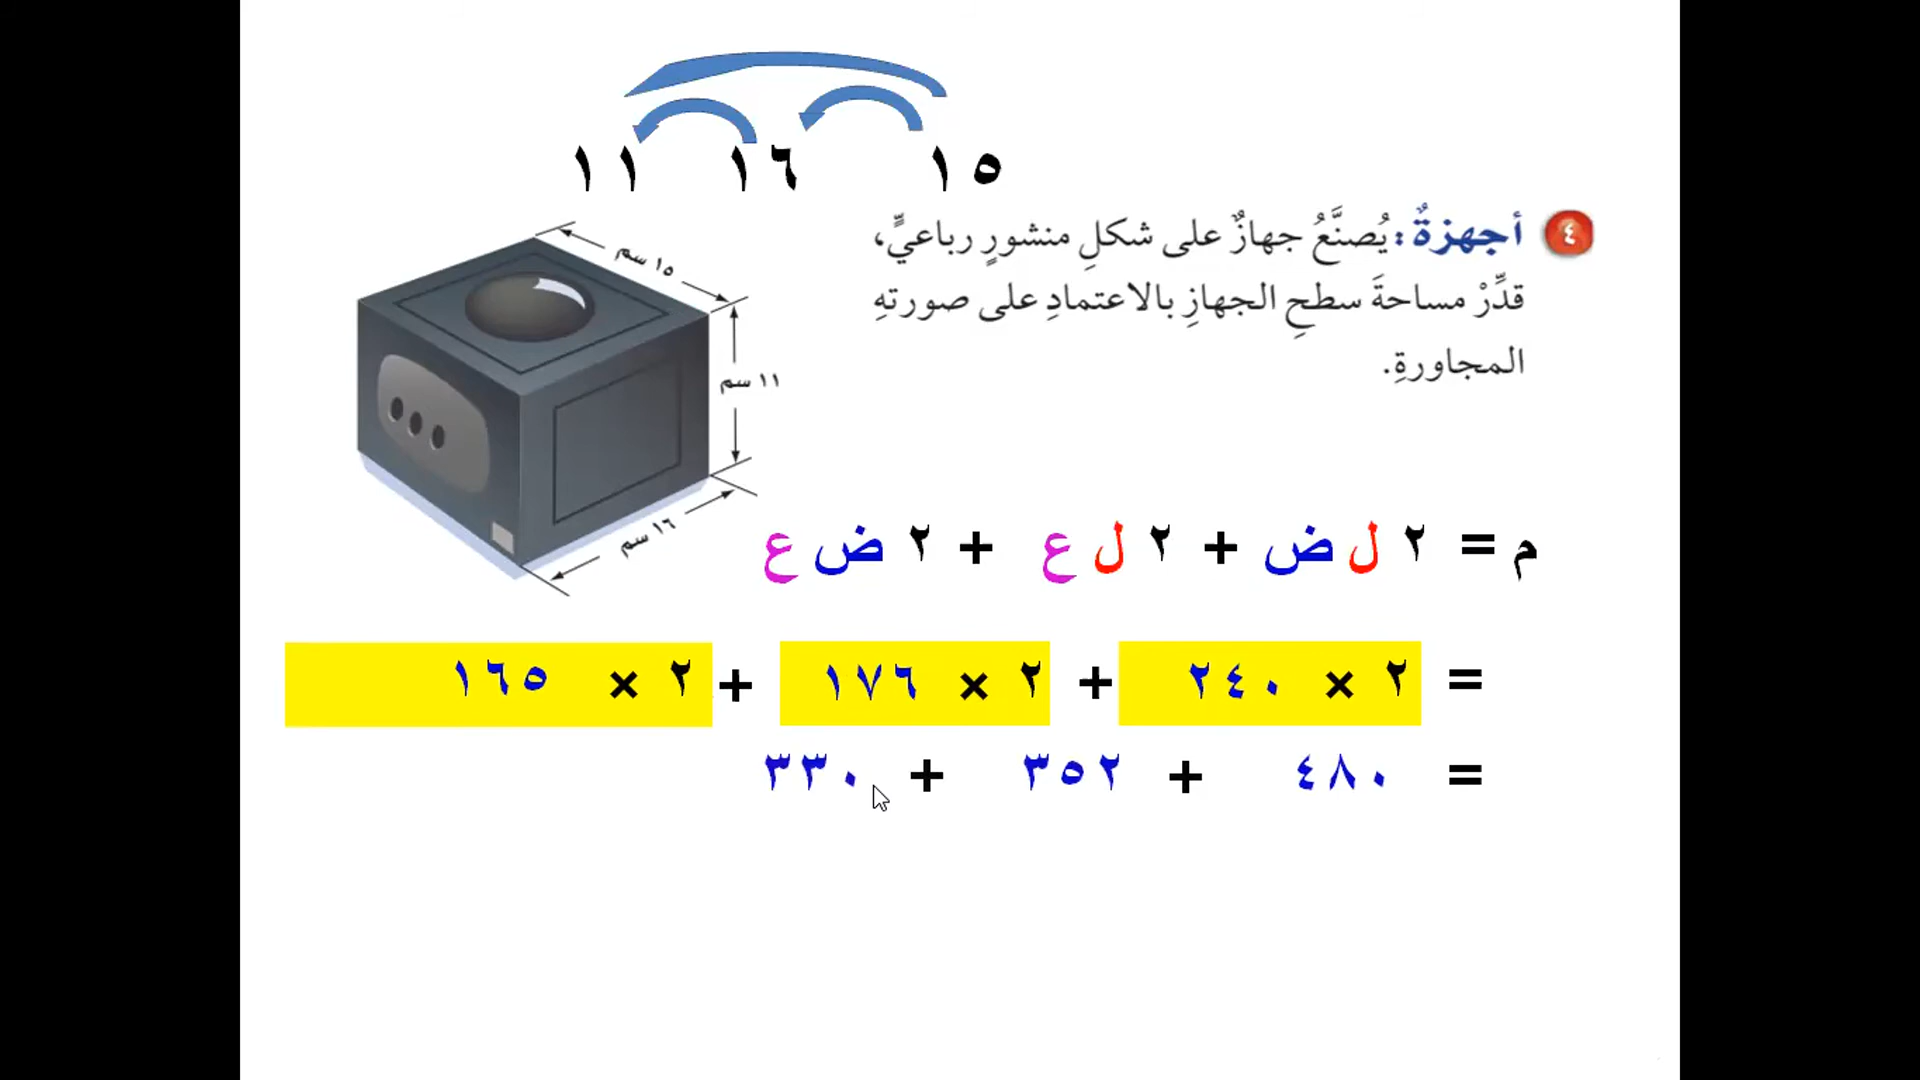 ١١ ١٦ ١٥
٤ أجهزةٌ: يُصنَّعُ جهازٌ على شكلِ منشورٍ رباعيٍّ،
قدِّرْ مساحةَ سطحِ الجهازِ بالاعتمادِ على صورتهِ
المجاورةِ.
١٥ سم
١١ سم
١٦ سم
م = ٢ ل ض + ٢ ل ع + ٢ ض ع
= ٢ × ٢٤٠ + ٢ × ١٧٦ + ٢ × ١٦٥
= ٤٨٠ + ٣٥٢ + ٣٣٠